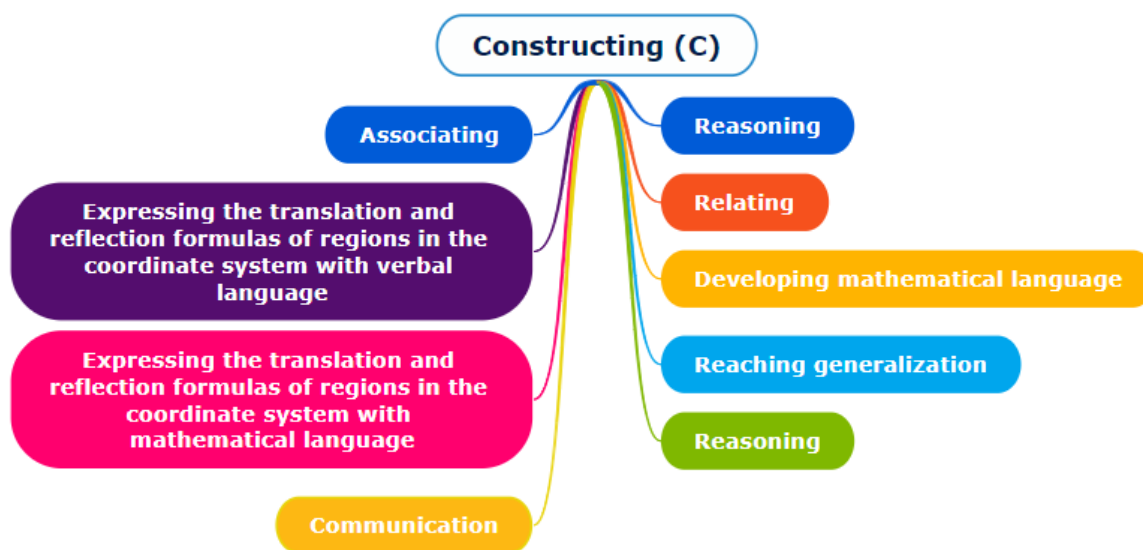 Constructing (C)
Associating
Expressing the translation and
reflection formulas of regions in the
coordinate system with verbal
language
Expressing the translation and
reflection formulas of regions in the
coordinate system with
mathematical language
Communication
Reasoning
Relating
Developing mathematical language
Reaching generalization
Reasoning